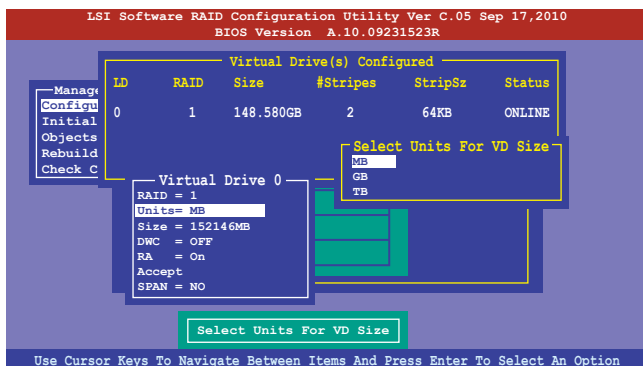 LSI Software RAID Configuration Utility Ver C.05 Sep 17,2010
BIOS Version A.10.09231523R
Virtual Drive(s) Configured
LD RAID Size #Stripes StripSz Status
0 1 148.580GB 2 64KB ONLINE
Manage
Configu
Initial
Objects
Rebuild
Check C
Select Units For VD Size
MB
GB
TB
Virtual Drive 0
RAID = 1
Units= MB
Size = 152146MB
DWC = OFF
RA = On
Accept
SPAN = NO
Select Units For VD Size
Use Cursor Keys To Navigate Between Items And Press Enter To Select An Option